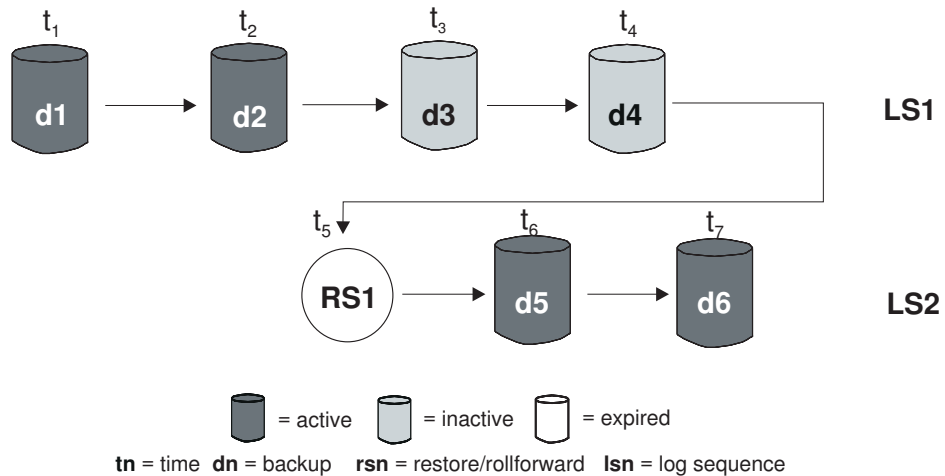 t1 t2 t3 t4
d1 d2 d3 d4 LS1
t5 t6 t7
RS1 d5 d6 LS2
= active = inactive = expired
tn = time dn = backup rsn = restore/rollforward lsn = log sequence